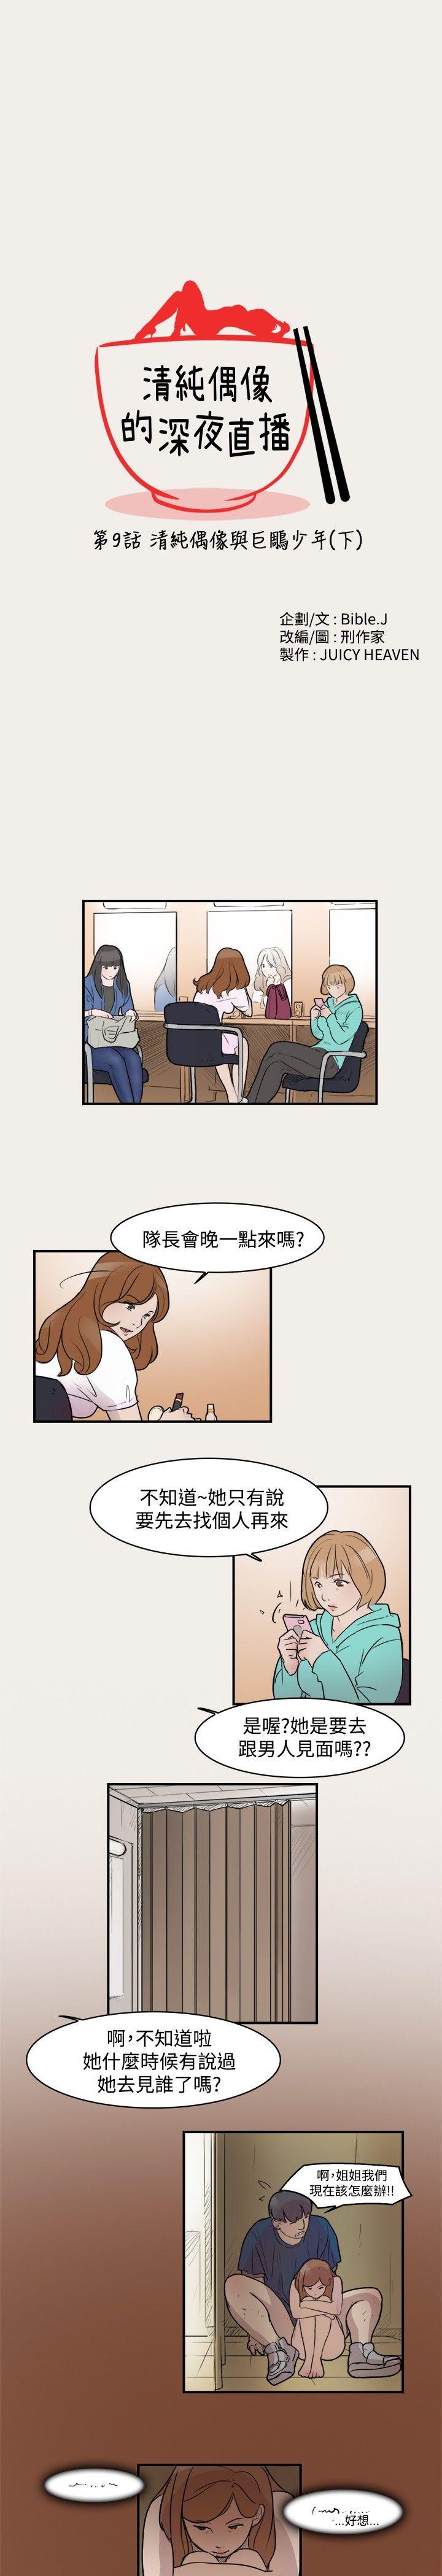 清純偶像
的深夜直播
第9話 清純偶像與巨鵰少年(下)
企劃/文 : Bible.J
改編/圖 : 刑作家
製作 : JUICY HEAVEN
隊長會晚一點來嗎?
不知道~她只有說
要先去找個人再來
是喔?她是要去
跟男人見面嗎??
啊,不知道啦
她什麼時候有說過
她去見誰了嗎?
啊,姐姐我們
現在該怎麼辦!!
...好想...